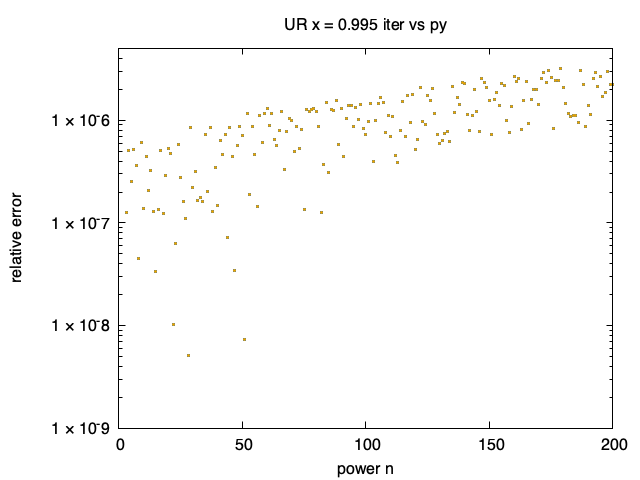 UR x = 0.995 iter vs py
relative error
1 × 10-6
1 × 10-7
1 × 10-8
1 × 10-9
0 50 100 150 200
power n